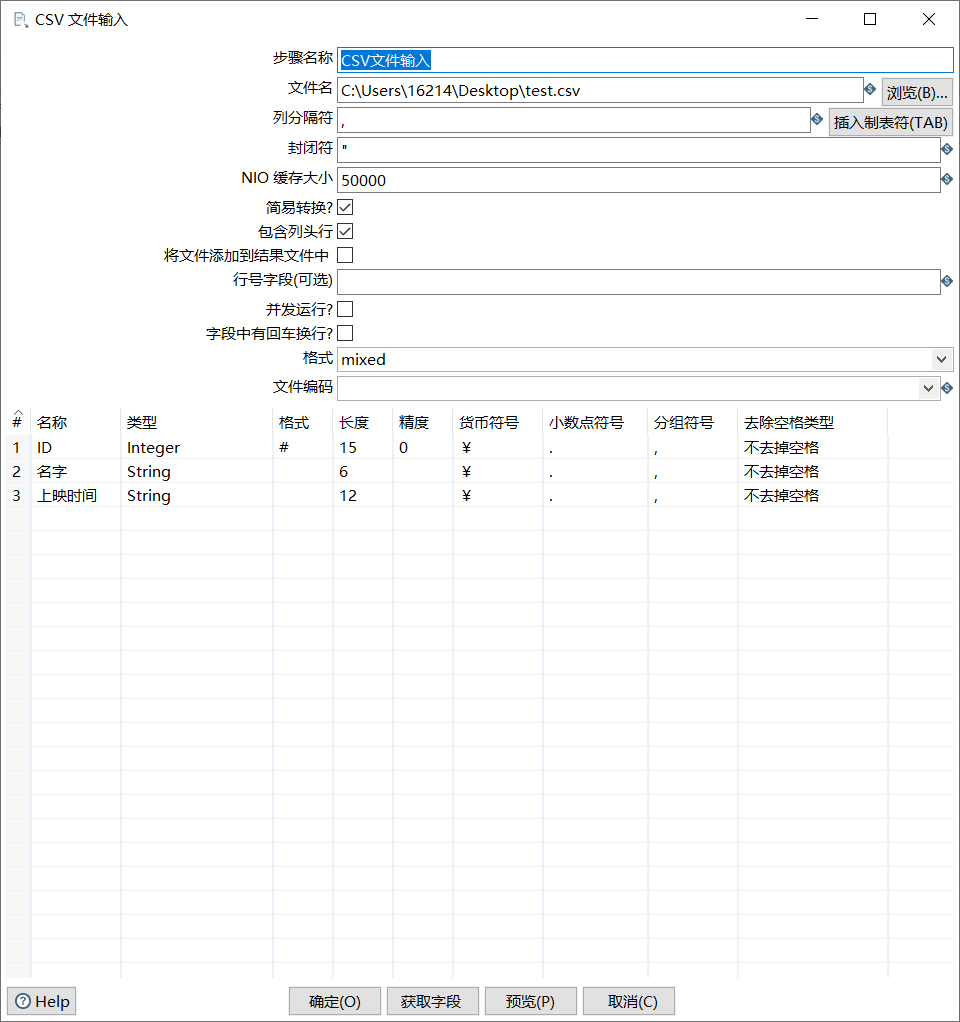 CSV 文件输入
步骤名称 CSV文件输入
文件名 C:\Users\16214\Desktop\test.csv 浏览(B)...
列分隔符 , 插入制表符(TAB)
封闭符 "
NIO 缓存大小 50000
简易转换?
包含列头行
将文件添加到结果文件中
行号字段(可选)
并发运行?
字段中有回车换行?
格式 mixed
文件编码
# 名称 类型 格式 长度 精度 货币符号 小数点符号 分组符号 去除空格类型
1 ID Integer # 15 0 ¥ . , 不去掉空格
2 名字 String 6 ¥ . , 不去掉空格
3 上映时间 String 12 ¥ . , 不去掉空格
Help 确定(O) 获取字段 预览(P) 取消(C)